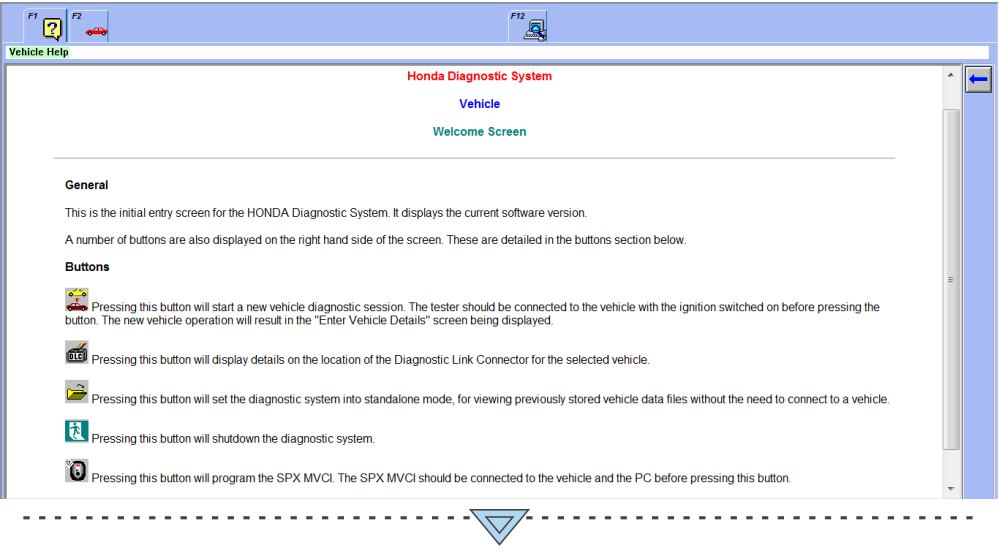 F1 F2 F12
Vehicle Help
Honda Diagnostic System
Vehicle
Welcome Screen
General
This is the initial entry screen for the HONDA Diagnostic System. It displays the current software version.
A number of buttons are also displayed on the right hand side of the screen. These are detailed in the buttons section below.
Buttons
Pressing this button will start a new vehicle diagnostic session. The tester should be connected to the vehicle with the ignition switched on before pressing the
button. The new vehicle operation will result in the "Enter Vehicle Details" screen being displayed.
DLC Pressing this button will display details on the location of the Diagnostic Link Connector for the selected vehicle.
Pressing this button will set the diagnostic system into standalone mode, for viewing previously stored vehicle data files without the need to connect to a vehicle.
Pressing this button will shutdown the diagnostic system.
Pressing this button will program the SPX MVCI. The SPX MVCI should be connected to the vehicle and the PC before pressing this button.